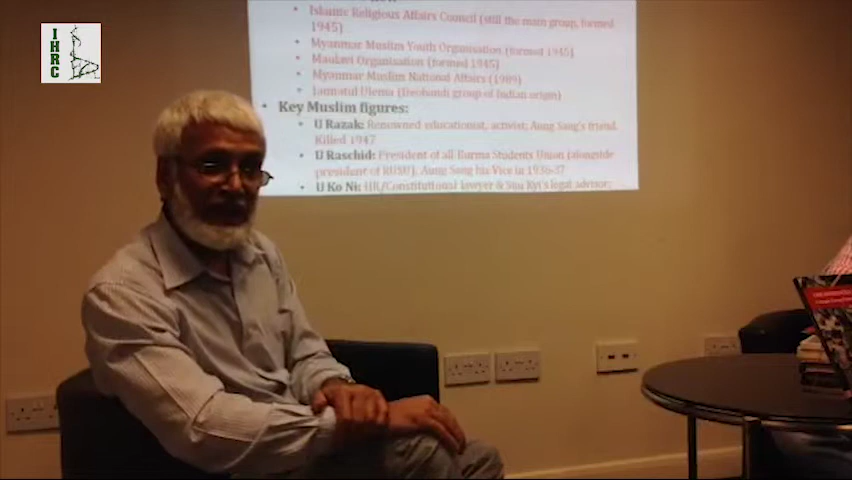 IHRC
Islamic Religious Affairs Council (still the main group, formed
1945)
Myanmar Muslim Youth Organisation (formed 1945)
Maulavi Organisation (formed 1945)
Myanmar Muslim National Affairs (1989)
Jamatul Ulema (Deobandi group of Indian origin)
Key Muslim figures:
U Razak: Renowned educationist, activist; Aung Sang's friend.
Killed 1947
U Raschid: President of all Burma Students Union (alongside
president of RUSU); Aung Sang his Vice in 1936-37
U Ko Ni: HR/Constitutional Lawyer & Suu Kyi's legal advisor;